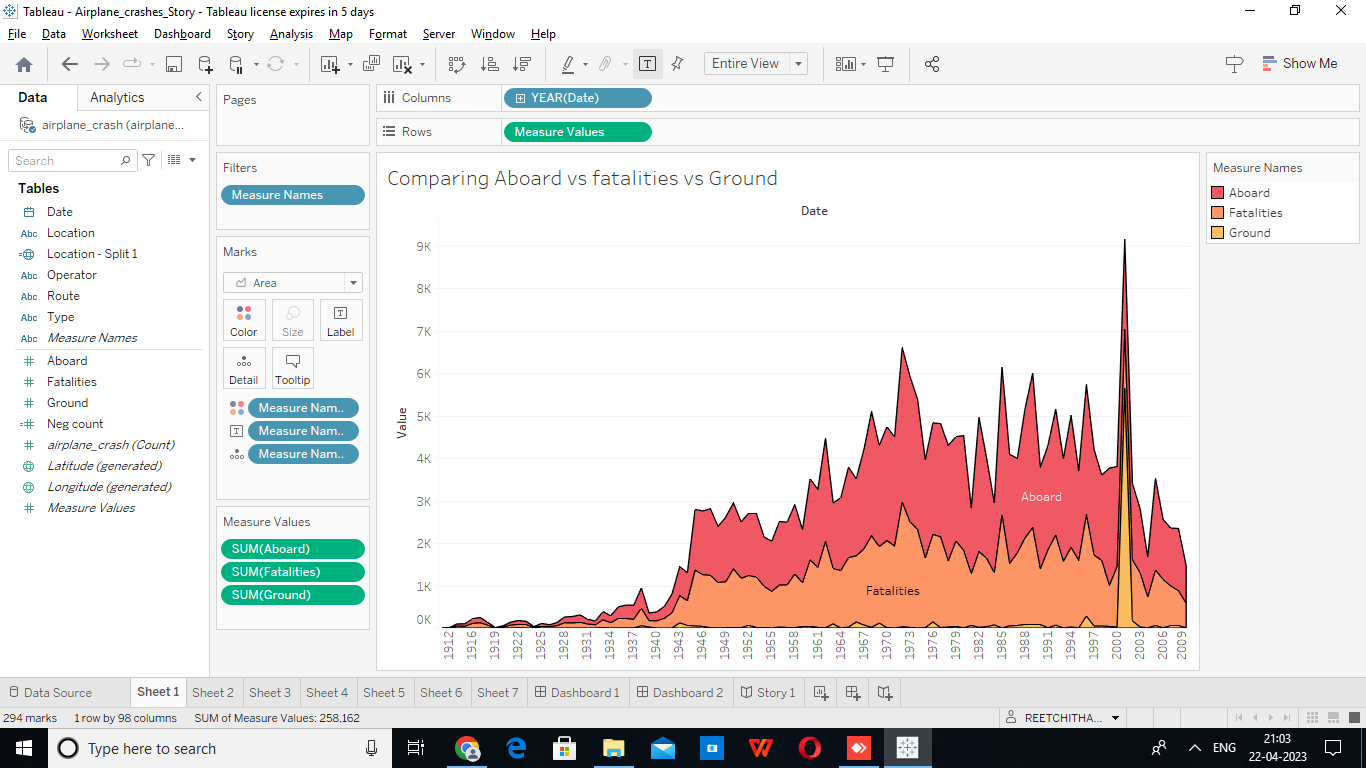 Tableau - Airplane_crashes_Story - Tableau license expires in 5 days
File Data Worksheet Dashboard Story Analysis Map Format Server Window Help
Entire View
Show Me
Data Analytics
airplane_crash (airplane...
Search
Tables
Date
Abc Location
Location - Split 1
Abc Operator
Abc Route
Abc Type
Abc Measure Names
Aboard
Fatalities
Ground
Neg count
airplane_crash (Count)
Latitude (generated)
Longitude (generated)
Measure Values
Pages
Filters
Measure Names
Marks
Area
Color Size Label
Detail Tooltip
Measure Nam..
Measure Nam..
Measure Nam..
Measure Values
SUM(Aboard)
SUM(Fatalities)
SUM(Ground)
Columns YEAR(Date)
Rows Measure Values
Comparing Aboard vs fatalities vs Ground
Date
Value
9K
8K
7K
6K
5K
4K
3K
2K
1K
0K
Aboard
Fatalities
1912 1916 1919 1922 1925 1928 1931 1934 1937 1940 1943 1946 1949 1952 1955 1958 1961 1964 1967 1970 1973 1976 1979 1982 1985 1988 1991 1994 1997 2000 2003 2006 2009
Measure Names
Aboard
Fatalities
Ground
Data Source Sheet 1 Sheet 2 Sheet 3 Sheet 4 Sheet 5 Sheet 6 Sheet 7 Dashboard 1 Dashboard 2 Story 1
294 marks 1 row by 98 columns SUM of Measure Values: 258,162 REETCHITHA...
Type here to search
ENG
21:03
22-04-2023